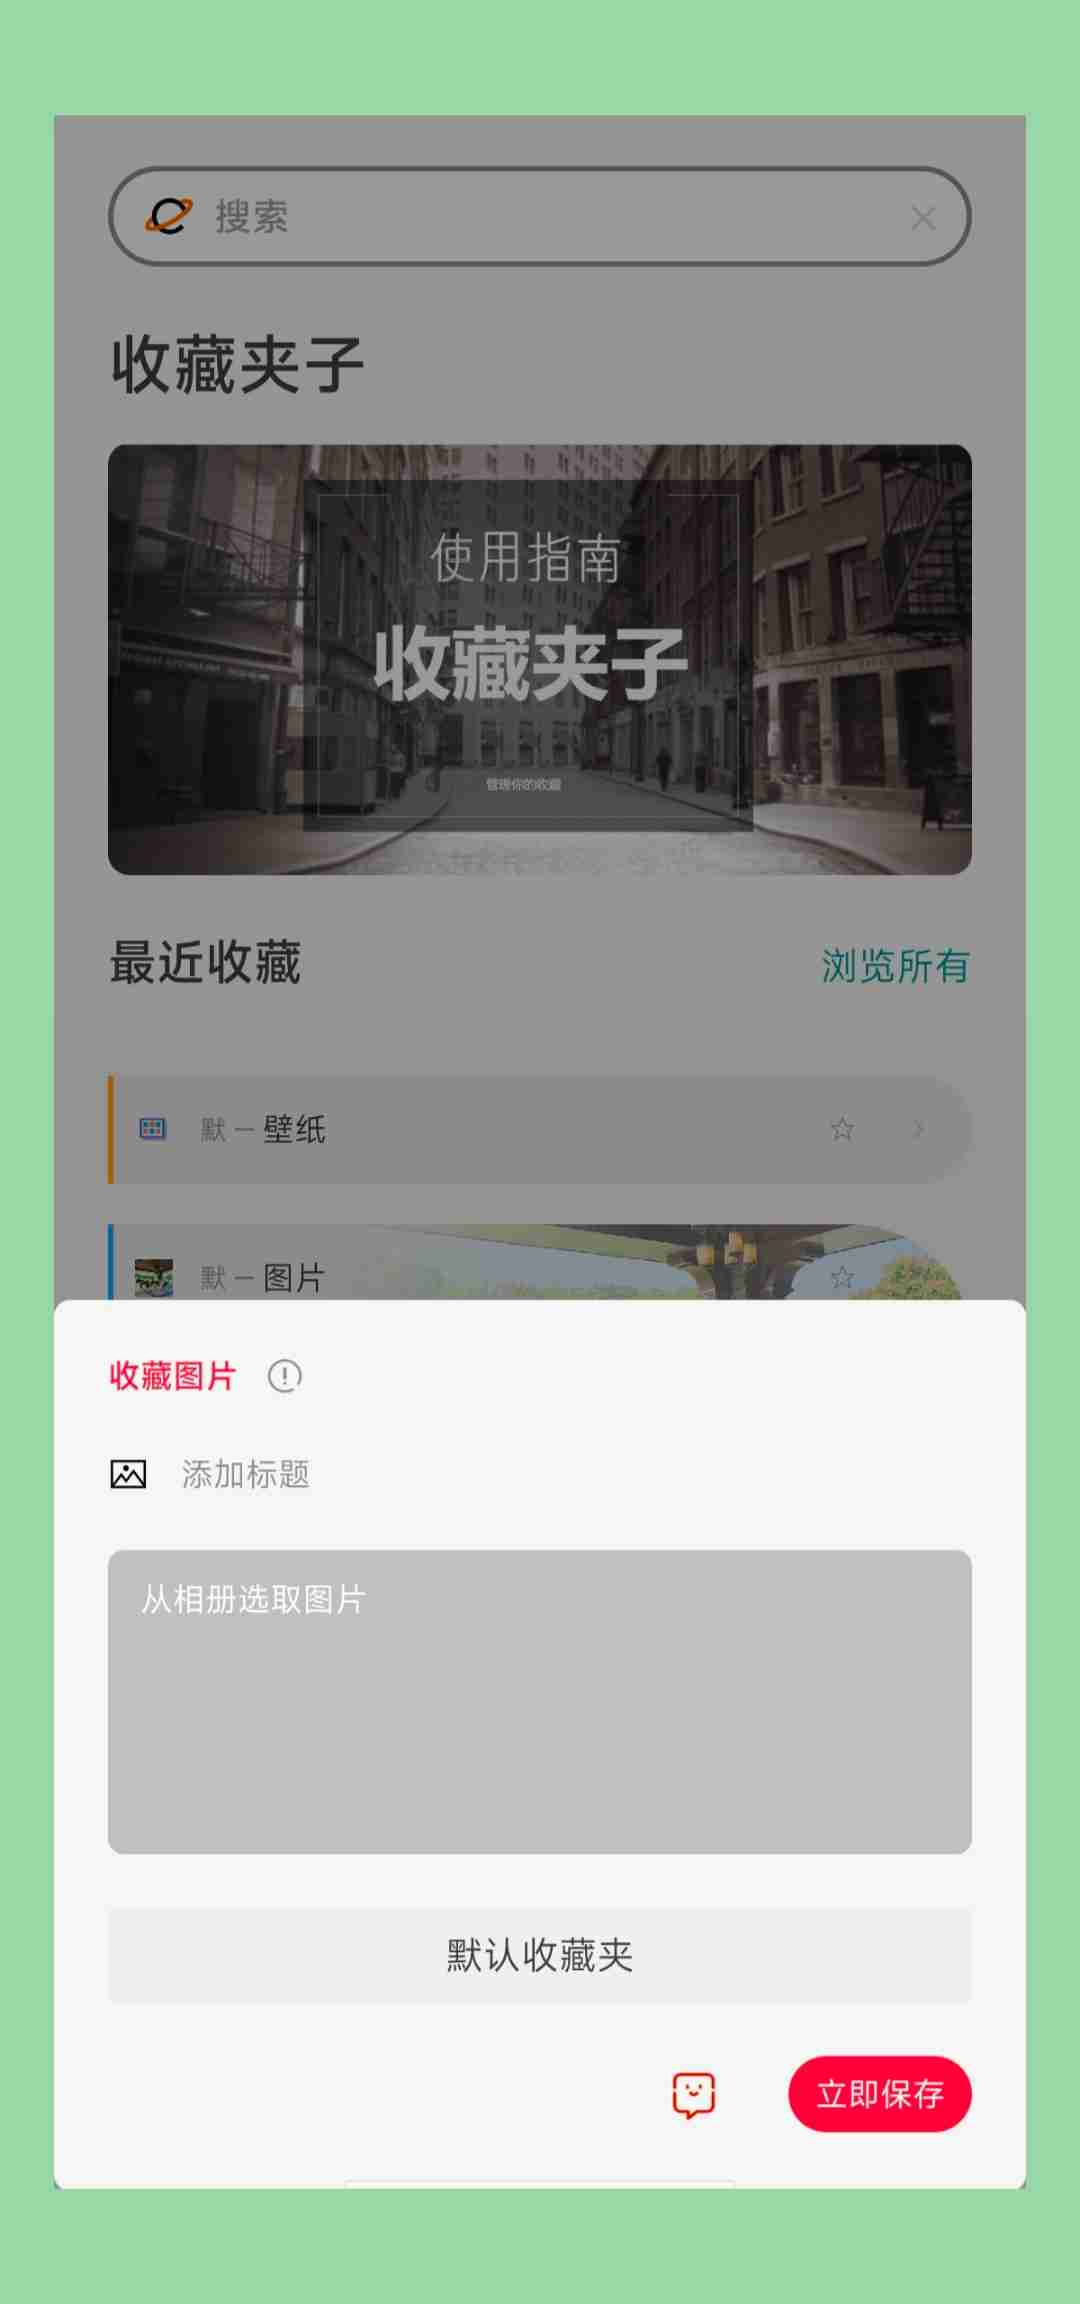 搜索
收藏夹子
使用指南
收藏夹子
管理你的收藏
最近收藏
浏览所有
默 — 壁纸
默 — 图片
收藏图片
添加标题
从相册选取图片
默认收藏夹
立即保存